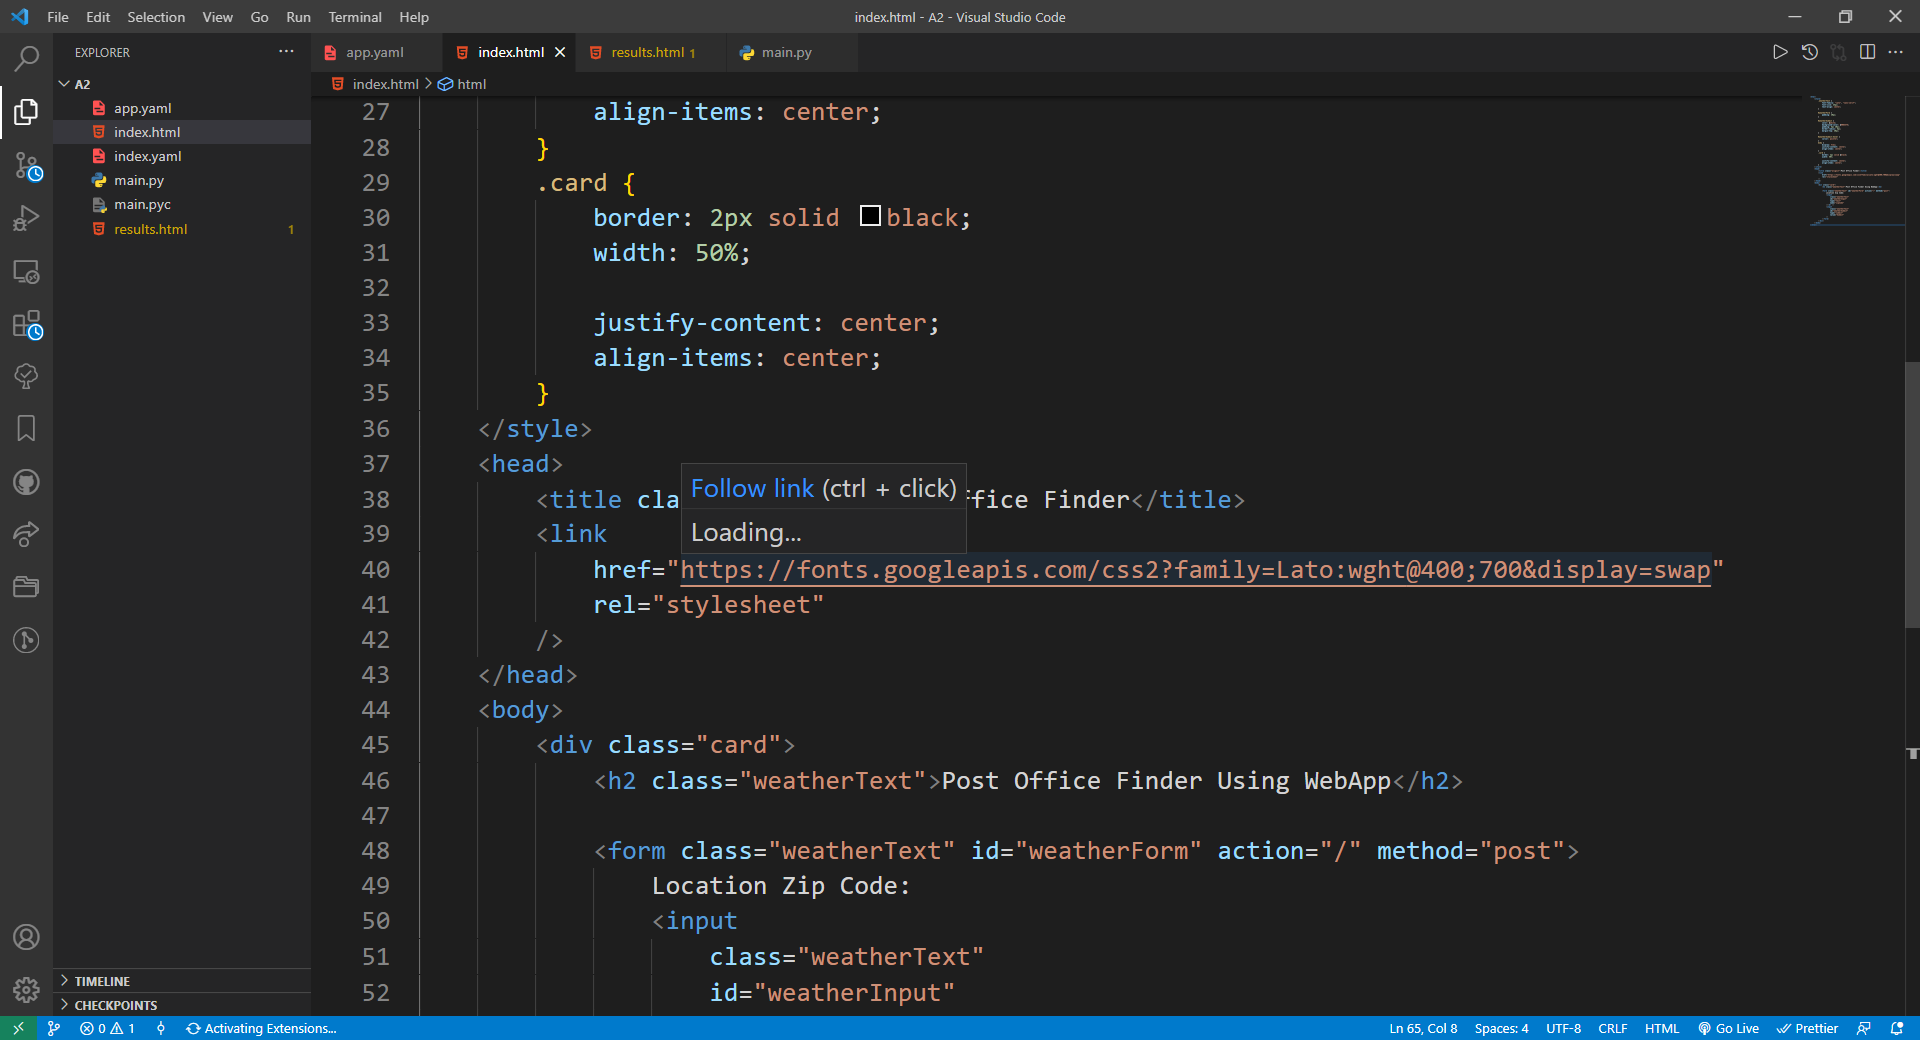 File Edit Selection View Go Run Terminal Help
index.html - A2 - Visual Studio Code
EXPLORER
A2
app.yaml
index.html
index.yaml
main.py
main.pyc
results.html 1
TIMELINE
CHECKPOINTS
app.yaml index.html results.html 1 main.py
index.html > html
27 align-items: center;
28 }
29 .card {
30 border: 2px solid black;
31 width: 50%;
32
33 justify-content: center;
34 align-items: center;
35 }
36 </style>
37 <head>
Follow link (ctrl + click)
38 <title cla ffice Finder</title>
Loading...
39 <link
40 href="https://fonts.googleapis.com/css2?family=Lato:wght@400;700&display=swap"
41 rel="stylesheet"
42 />
43 </head>
44 <body>
45 <div class="card">
46 <h2 class="weatherText">Post Office Finder Using WebApp</h2>
47
48 <form class="weatherText" id="weatherForm" action="/" method="post">
49 Location Zip Code:
50 <input
51 class="weatherText"
52 id="weatherInput"
0 1 Activating Extensions...
Ln 65, Col 8 Spaces: 4 UTF-8 CRLF HTML Go Live Prettier